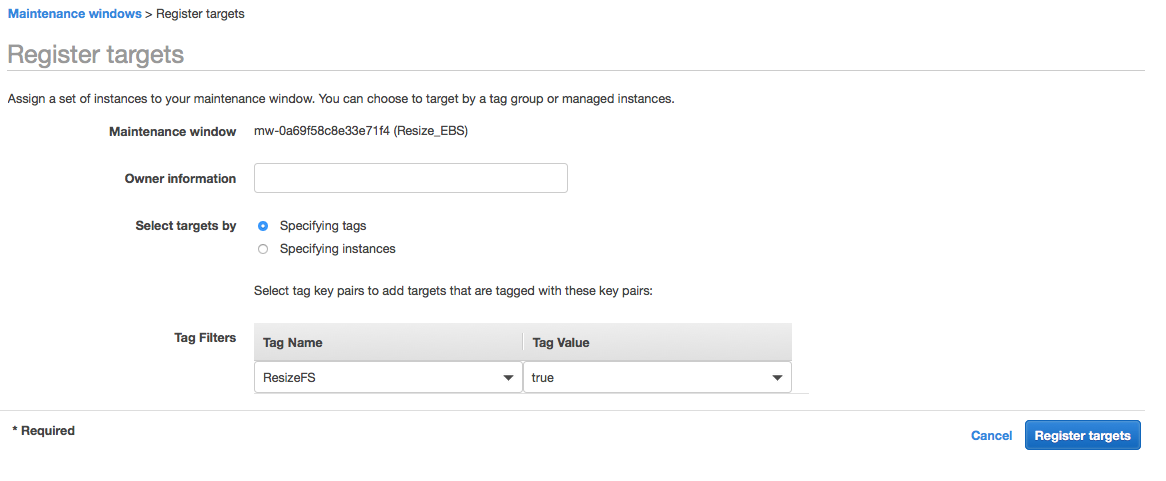 Maintenance windows > Register targets
Register targets
Assign a set of instances to your maintenance window. You can choose to target by a tag group or managed instances.
Maintenance window mw-0a69f58c8e33e71f4 (Resize_EBS)
Owner information
Select targets by Specifying tags
Specifying instances
Select tag key pairs to add targets that are tagged with these key pairs:
Tag Filters Tag Name Tag Value
ResizeFS true
* Required
Cancel Register targets